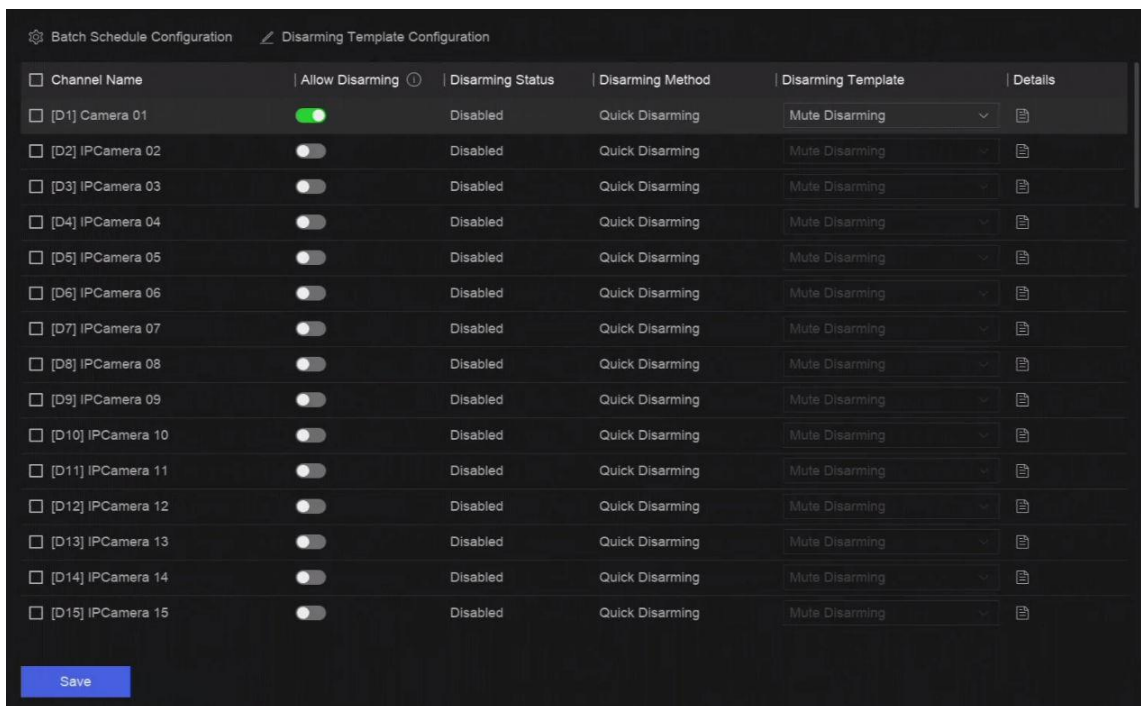 Batch Schedule Configuration Disarming Template Configuration
Channel Name Allow Disarming Disarming Status Disarming Method Disarming Template Details
[D1] Camera 01 Disabled Quick Disarming Mute Disarming
[D2] IPCamera 02 Disabled Quick Disarming Mute Disarming
[D3] IPCamera 03 Disabled Quick Disarming Mute Disarming
[D4] IPCamera 04 Disabled Quick Disarming Mute Disarming
[D5] IPCamera 05 Disabled Quick Disarming Mute Disarming
[D6] IPCamera 06 Disabled Quick Disarming Mute Disarming
[D7] IPCamera 07 Disabled Quick Disarming Mute Disarming
[D8] IPCamera 08 Disabled Quick Disarming Mute Disarming
[D9] IPCamera 09 Disabled Quick Disarming Mute Disarming
[D10] IPCamera 10 Disabled Quick Disarming Mute Disarming
[D11] IPCamera 11 Disabled Quick Disarming Mute Disarming
[D12] IPCamera 12 Disabled Quick Disarming Mute Disarming
[D13] IPCamera 13 Disabled Quick Disarming Mute Disarming
[D14] IPCamera 14 Disabled Quick Disarming Mute Disarming
[D15] IPCamera 15 Disabled Quick Disarming Mute Disarming
Save